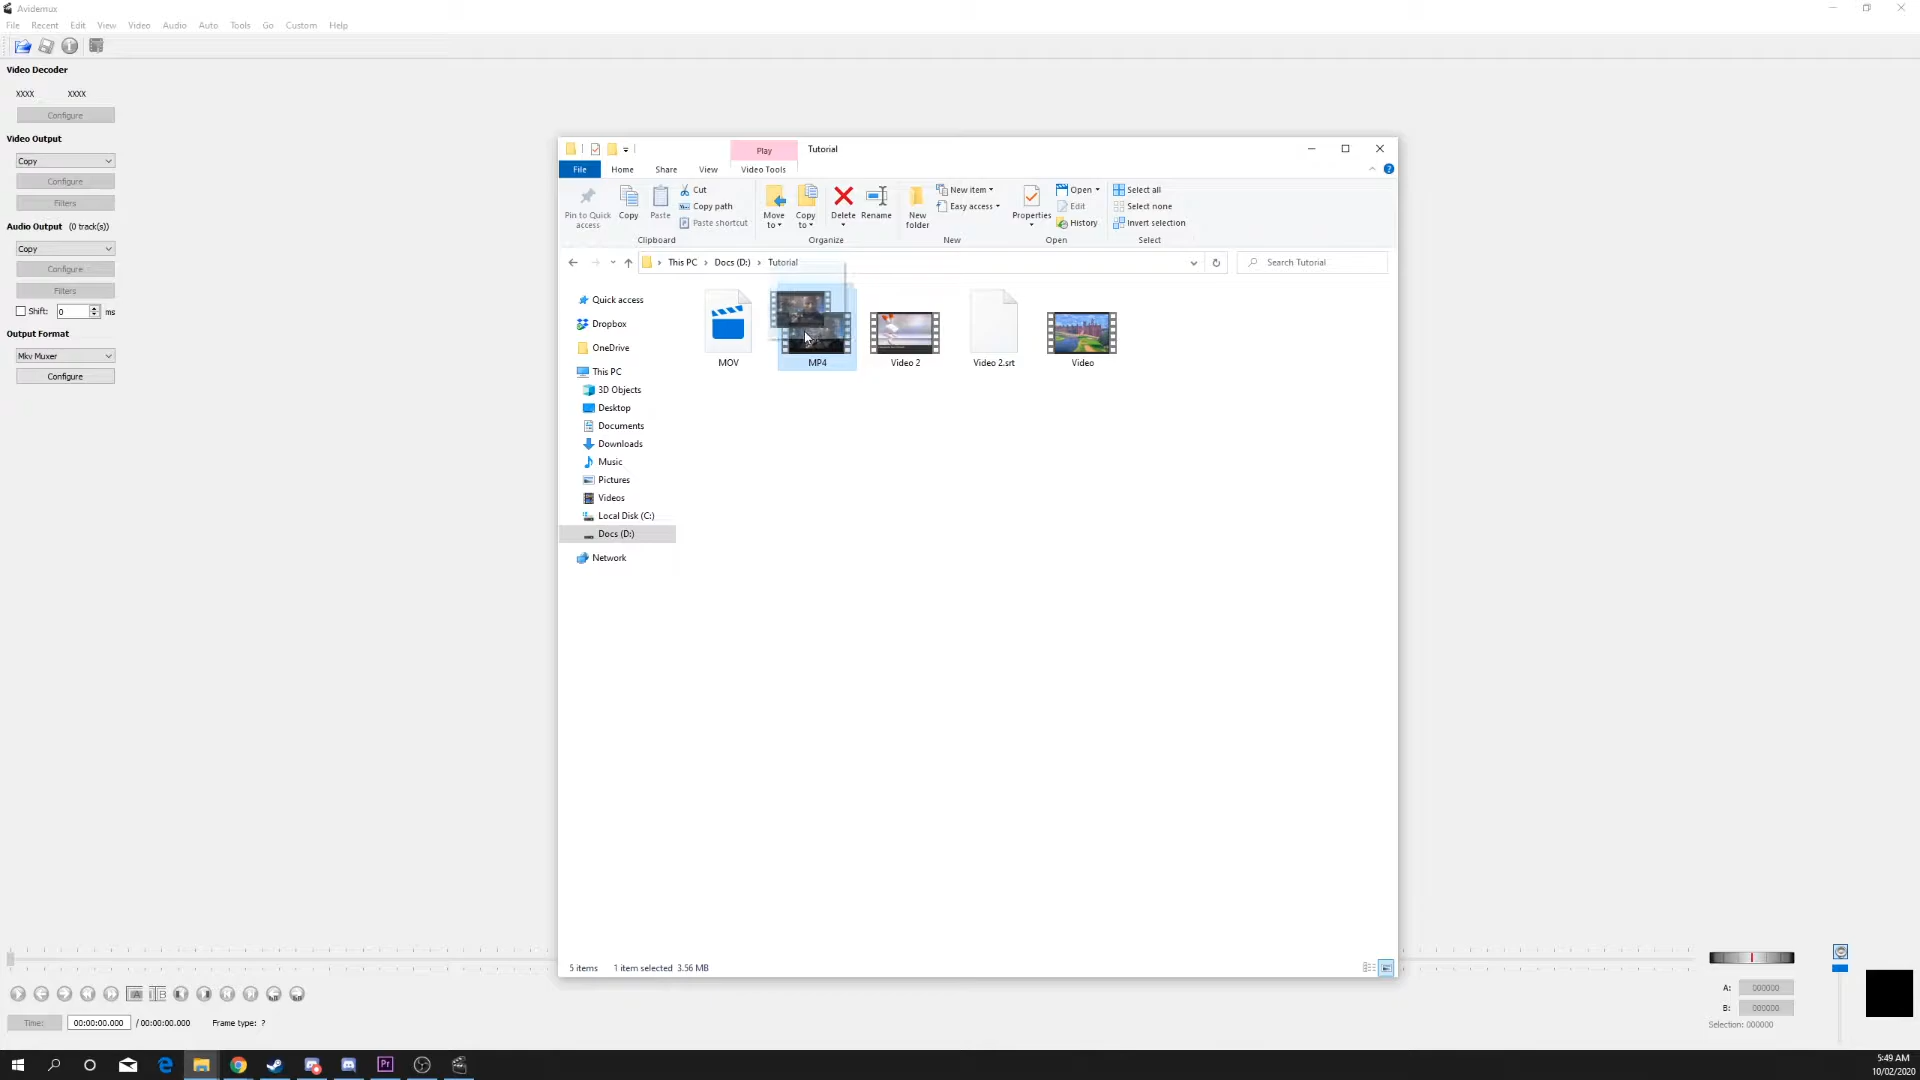 Avidemux
File Recent Edit View Video Audio Auto Tools Go Custom Help
Video Decoder
XXXX XXXX
Configure
Video Output
Copy
Configure
Filters
Audio Output (0 track(s))
Copy
Configure
Filters
Shift: 0 ms
Output Format
Mkv Muxer
Configure
Play Tutorial
File Home Share View Video Tools
Pin to Quick access
Copy
Paste
Cut
Copy path
Paste shortcut
Clipboard
Move to
Copy to
Delete
Rename
Organize
New folder
New item
Easy access
New
Properties
Open
Edit
History
Open
Select all
Select none
Invert selection
Select
This PC Docs (D:) Tutorial
Search Tutorial
Quick access
Dropbox
OneDrive
This PC
3D Objects
Desktop
Documents
Downloads
Music
Pictures
Videos
Local Disk (C:)
Docs (D:)
Network
MOV MP4 Video 2 Video 2.srt Video
5 items 1 item selected 3.56 MB
A B
Time: 00:00:00.000 / 00:00:00.000 Frame type: ?
A: 000000
B: 000000
Selection: 000000
Pr
5:49 AM
10/02/2020